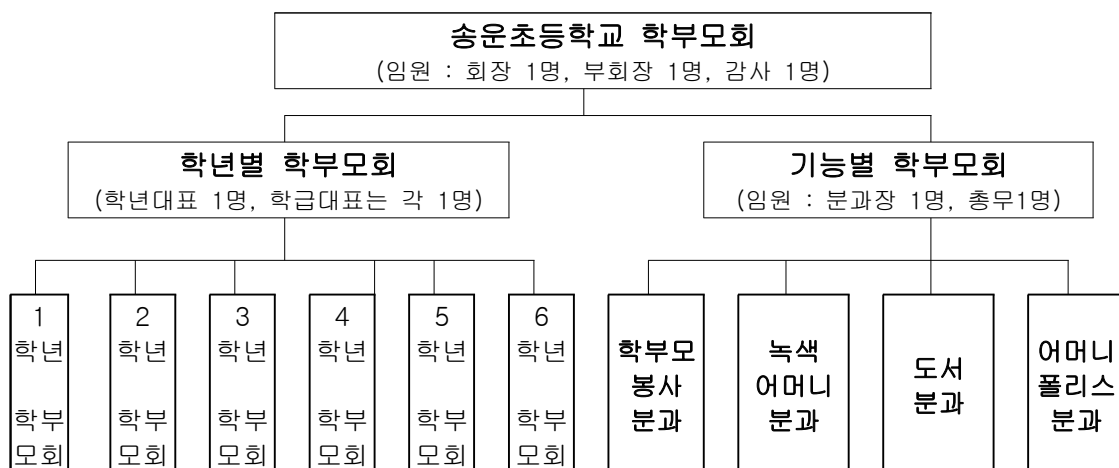 송운초등학교 학부모회
(임원 : 회장 1명, 부회장 1명, 감사 1명)
학년별 학부모회
(학년대표 1명, 학급대표는 각 1명)
기능별 학부모회
(임원 : 분과장 1명, 총무1명)
1
학년
학부
모회
2
학년
학부
모회
3
학년
학부
모회
4
학년
학부
모회
5
학년
학부
모회
6
학년
학부
모회
학부모
봉사
분과
녹색
어머니
분과
도서
분과
어머니
폴리스
분과